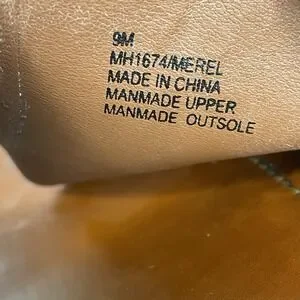 9M
MH1674/MEREL
MADE IN CHINA
MANMADE UPPER
MANMADE OUTSOLE